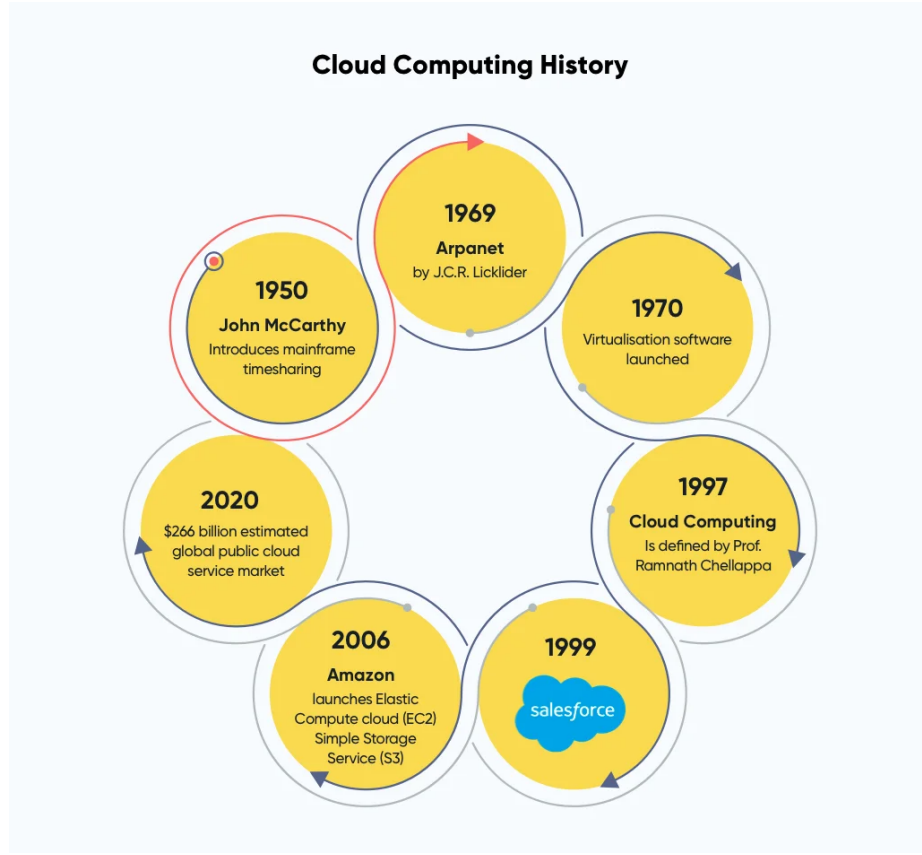 Cloud Computing History
1950
John McCarthy
Introduces mainframe
timesharing
1969
Arpanet
by J.C.R. Licklider
1970
Virtualisation software
launched
1997
Cloud Computing
Is defined by Prof.
Ramnath Chellappa
1999
salesforce
2006
Amazon
launches Elastic
Compute cloud (EC2)
Simple Storage
Service (S3)
2020
$266 billion estimated
global public cloud
service market